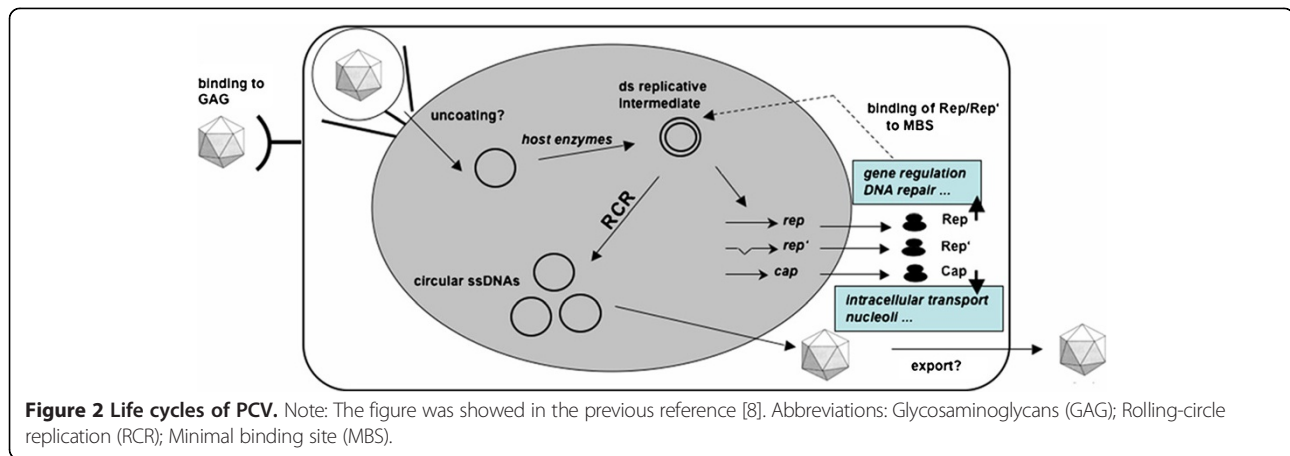 binding to
GAG
uncoating?
host enzymes
ds replicative
intermediate
binding of Rep/Rep'
to MBS
gene regulation
DNA repair ...
RCR
rep
Rep
rep'
Rep'
cap
Cap
circular ssDNAs
intracellular transport
nucleoli ...
export?
Figure 2 Life cycles of PCV. Note: The figure was showed in the previous reference [8]. Abbreviations: Glycosaminoglycans (GAG); Rolling-circle
replication (RCR); Minimal binding site (MBS).